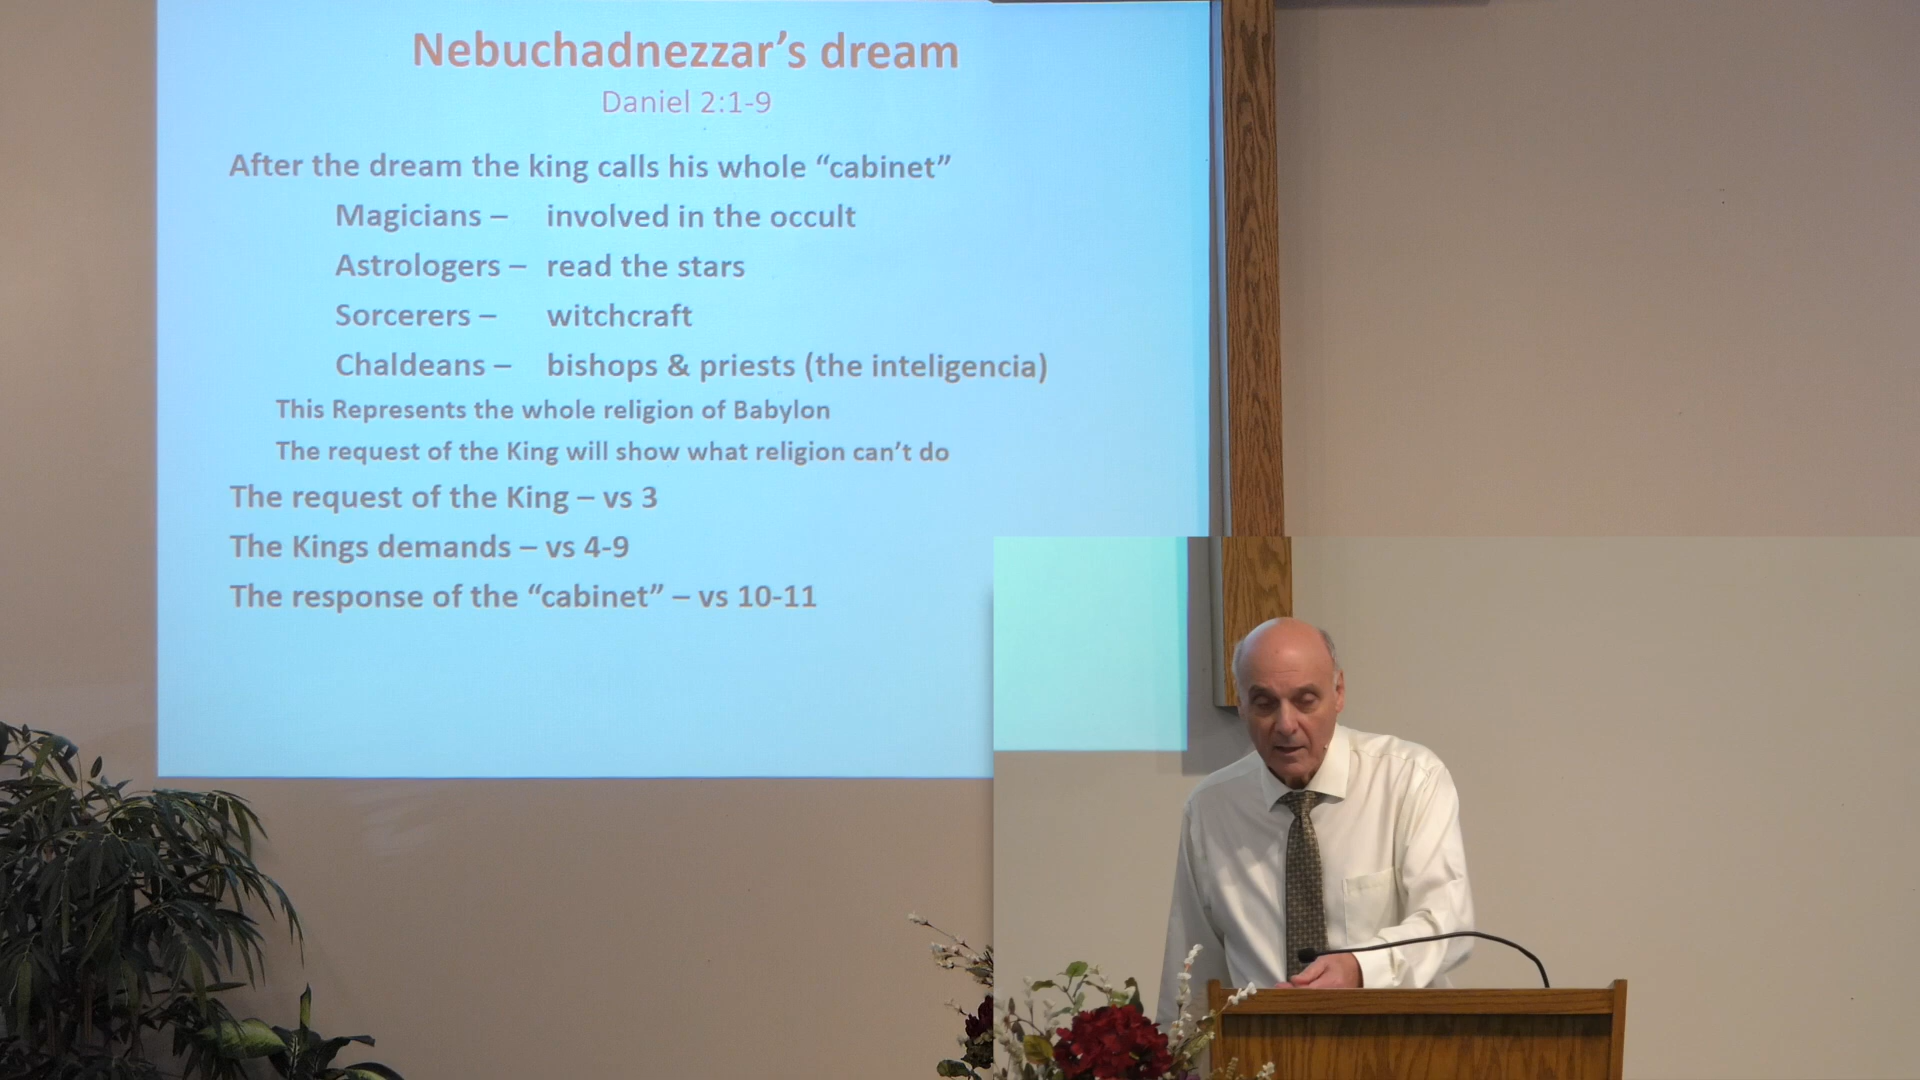 Nebuchadnezzar’s dream
Daniel 2:1-9
After the dream the king calls his whole “cabinet”
Magicians – involved in the occult
Astrologers – read the stars
Sorcerers – witchcraft
Chaldeans – bishops & priests (the inteligencia)
This Represents the whole religion of Babylon
The request of the King will show what religion can’t do
The request of the King – vs 3
The Kings demands – vs 4-9
The response of the “cabinet” – vs 10-11